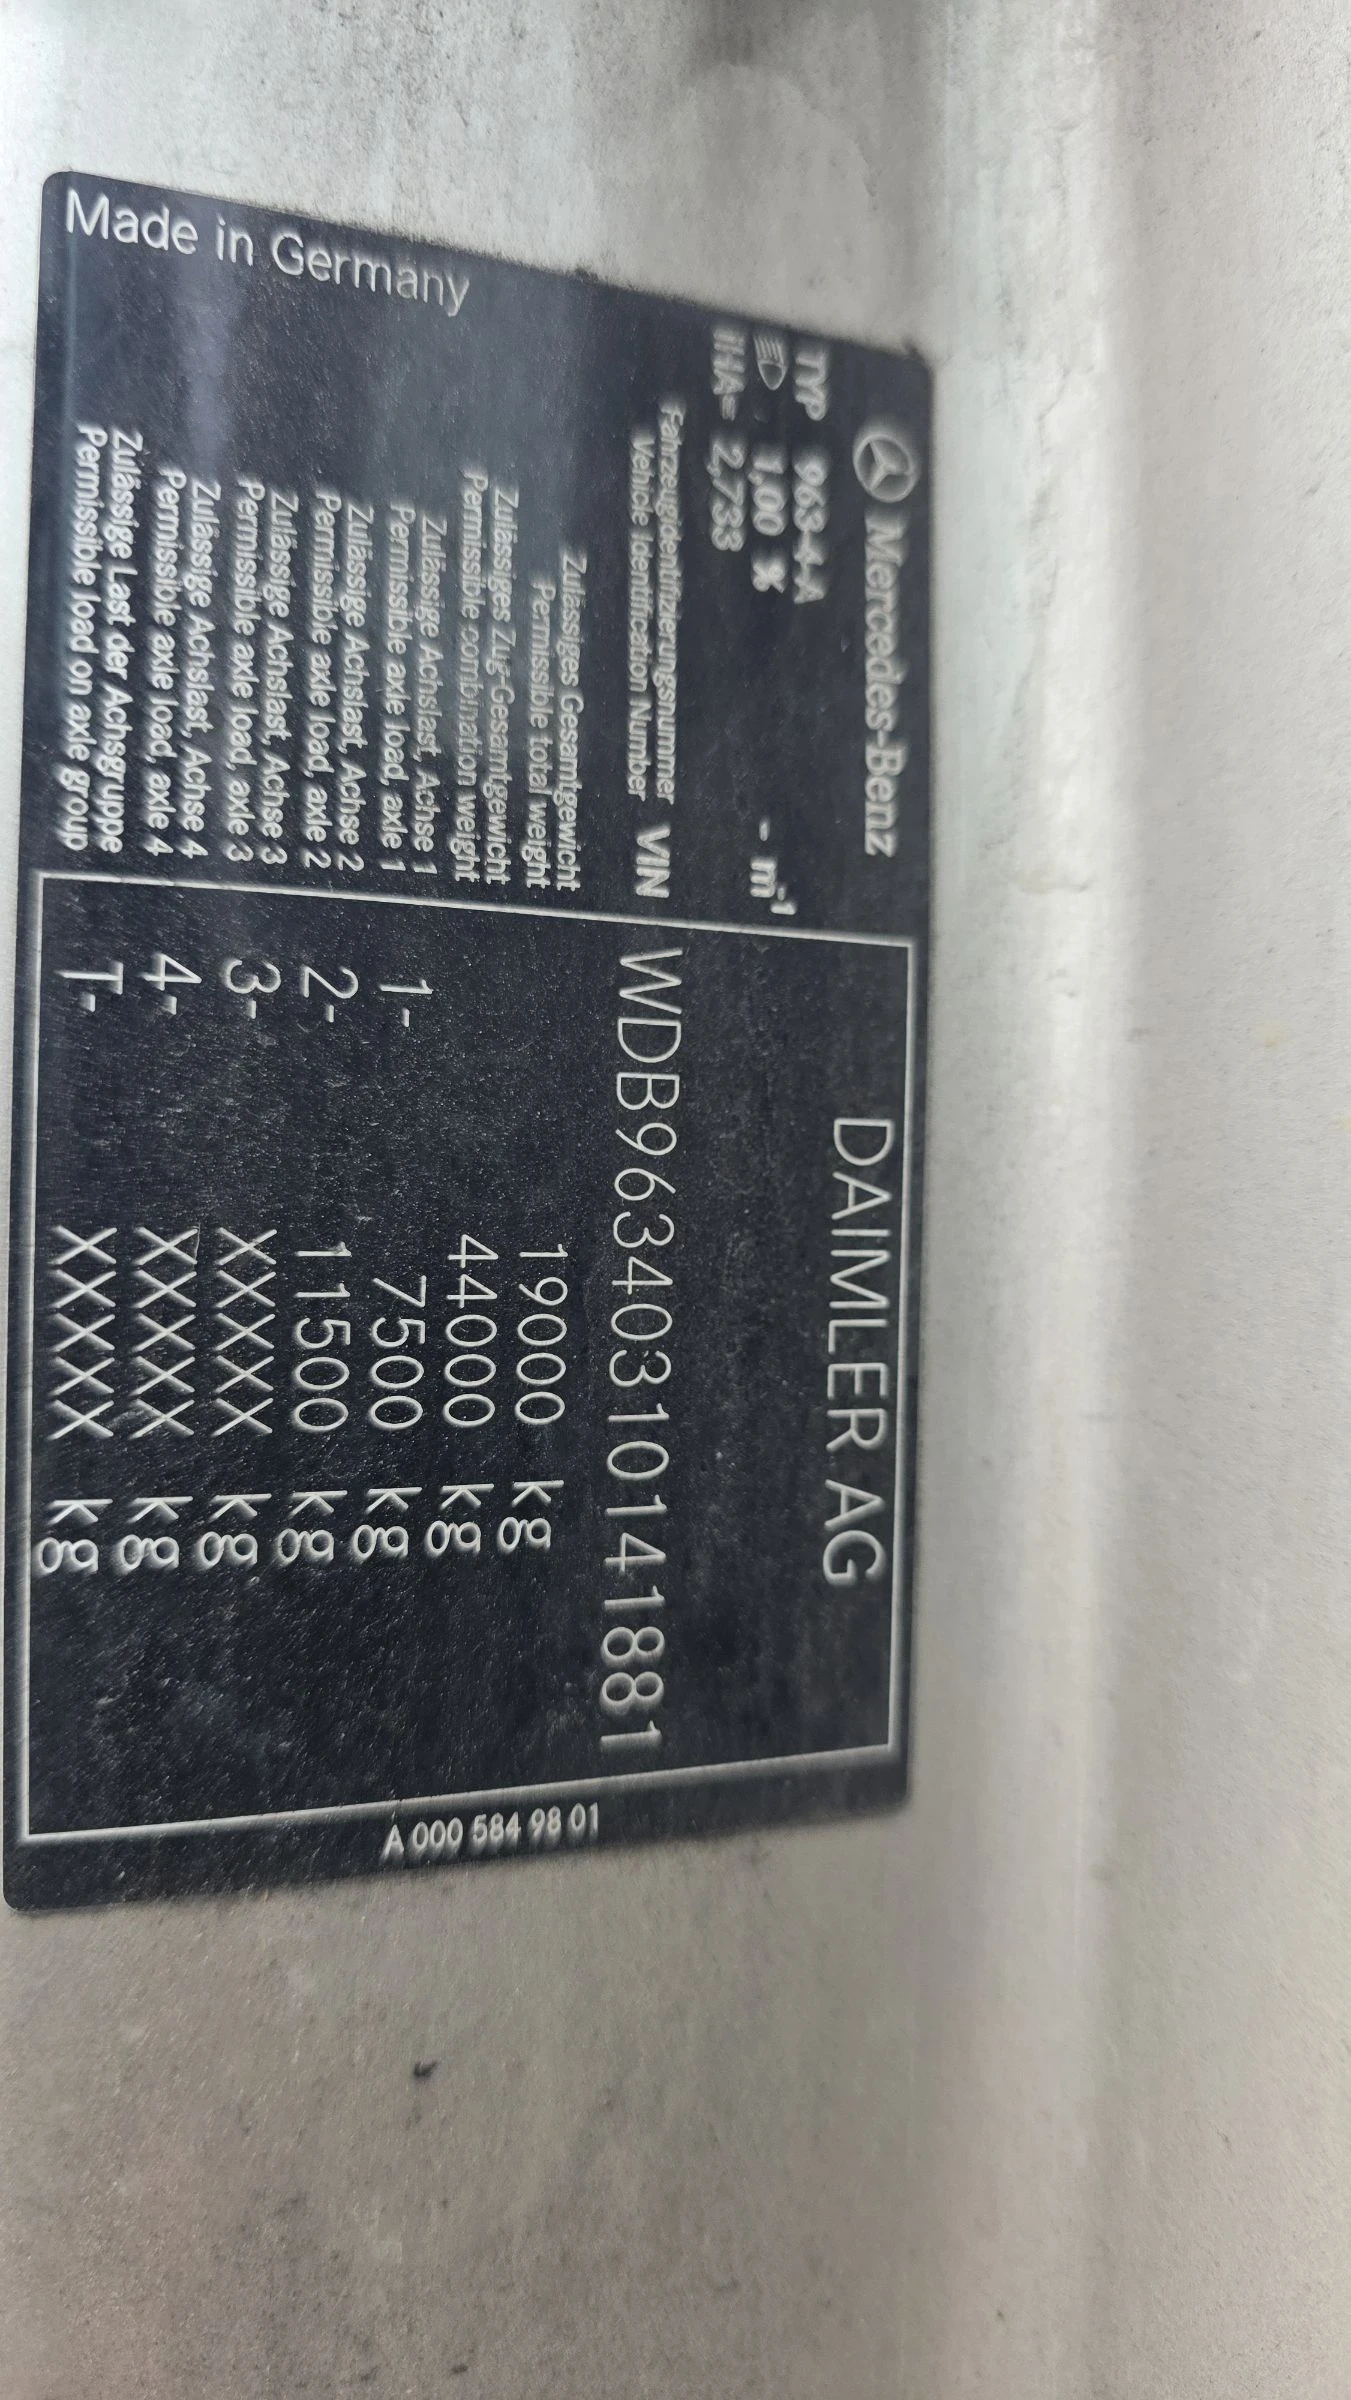 Mercedes-Benz
DAIMLER AG
TYP 963-4-A
1,00 % - m-1
iHA= 2,733
Fahrzeugidentifizierungsnummer
Vehicle Identification Number VIN WDB96340310141881
Zulässiges Gesamtgewicht
Permissible total weight 19000 kg
Zulässiges Zug-Gesamtgewicht
Permissible combination weight 44000 kg
Zulässige Achslast, Achse 1
Permissible axle load, axle 1 1- 7500 kg
Zulässige Achslast, Achse 2
Permissible axle load, axle 2 2- 11500 kg
Zulässige Achslast, Achse 3
Permissible axle load, axle 3 3- XXXXX kg
Zulässige Achslast, Achse 4
Permissible axle load, axle 4 4- XXXXX kg
Zulässige Last der Achsgruppe
Permissible load on axle group T- XXXXX kg
Made in Germany
A 000 584 98 01